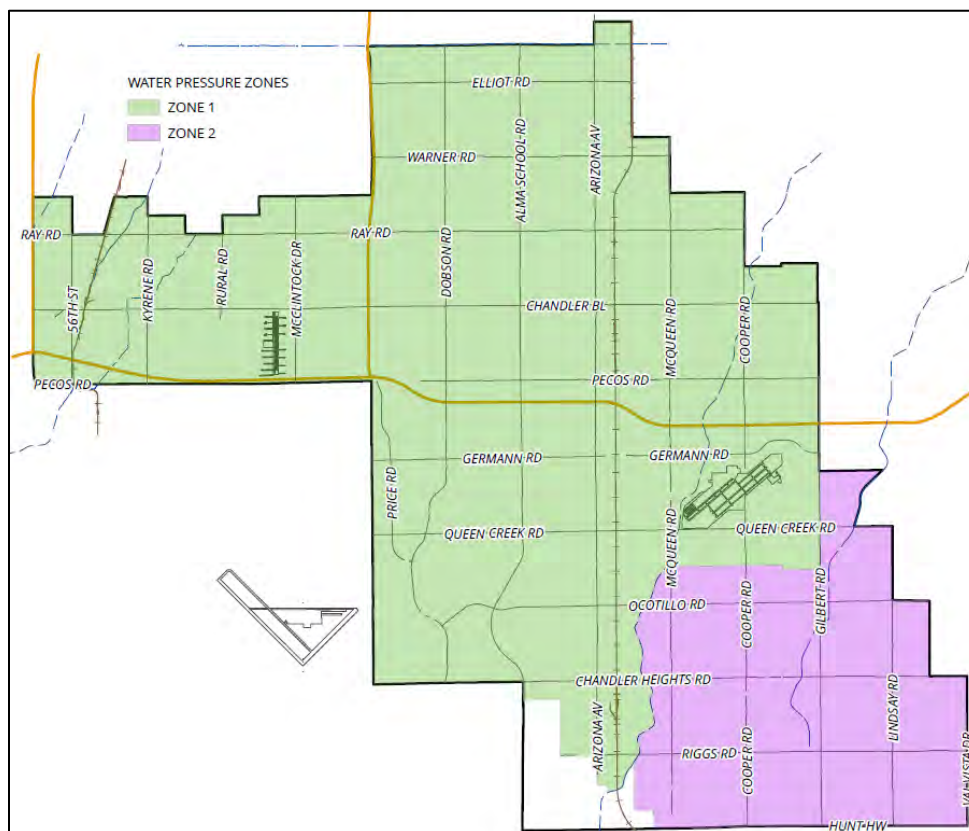 WATER PRESSURE ZONES
ZONE 1
ZONE 2
ELLIOT RD
WARNER RD
ALMA-SCHOOL-RD
ARIZONA-AV
RAY RD
RAY RD
DOBSON RD
56TH ST
KYRENE RD
RURAL RD
MCCLINTOCK DR
CHANDLER BL
MCQUEEN RD
COOPER RD
PECOS RD
PECOS RD
GERMANN RD
GERMANN RD
PRICE RD
QUEEN CREEK RD
MCQUEEN RD
QUEEN CREEK RD
OCOTILLO RD
COOPER RD
GILBERT RD
CHANDLER HEIGHTS RD
LINDSAY RD
ARIZONA AV
RIGGS RD
COOPER RD
VAL VISTA DR
HUNT HW